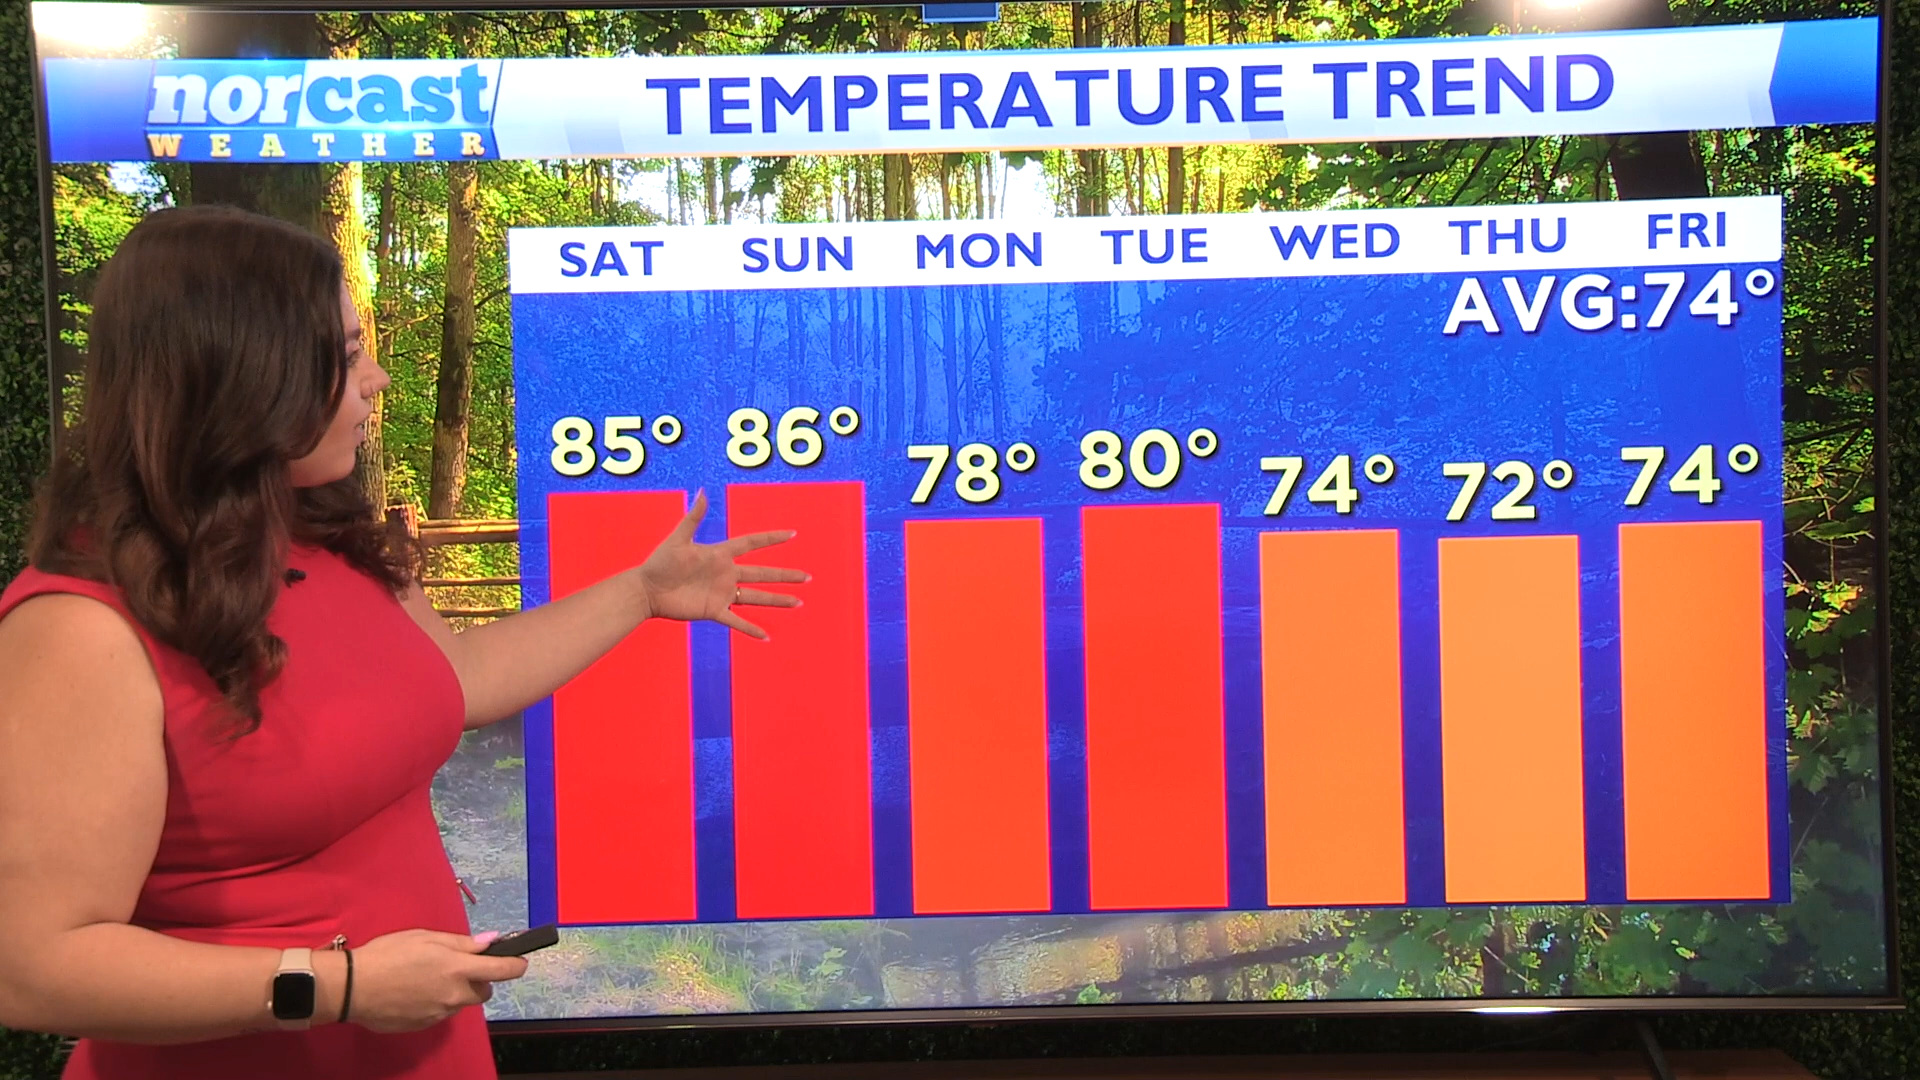 norcast
WEATHER
TEMPERATURE TREND
SAT SUN MON TUE WED THU FRI
AVG:74°
85° 86° 78° 80° 74° 72° 74°